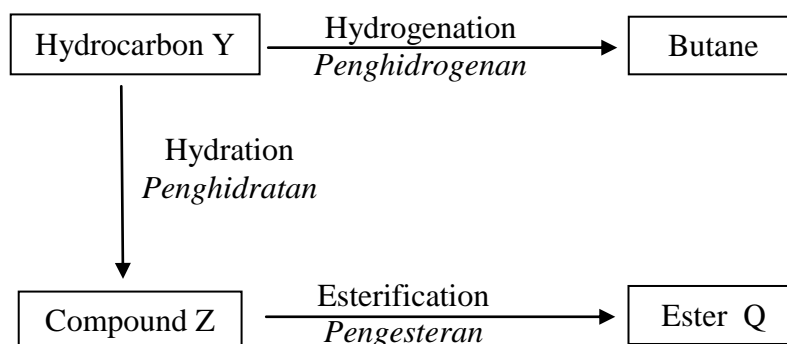 Hydrocarbon Y
Hydrogenation
Penghidrogenan
Butane
Hydration
Penghidratan
Compound Z
Esterification
Pengesteran
Ester Q